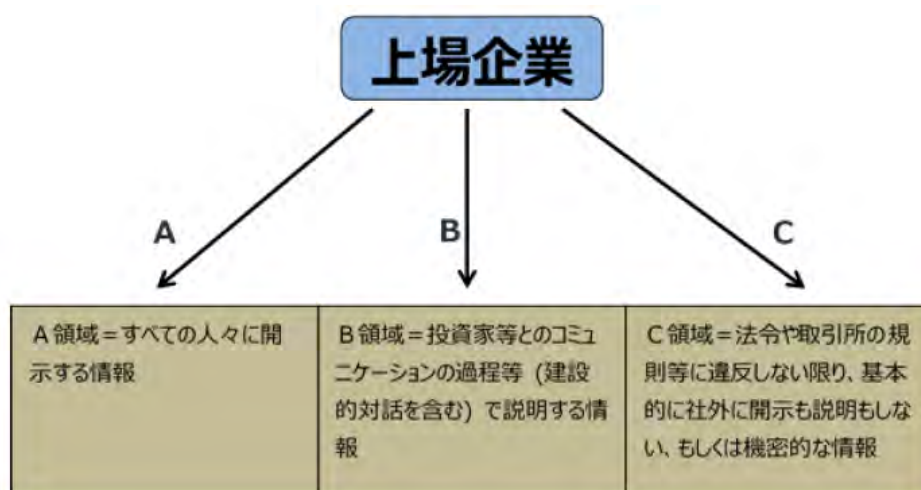 上場企業
A
B
C
A 領域＝すべての人々に開
示する情報
B 領域＝投資家等とのコミュ
ニケーションの過程等 (建設
的対話を含む) で説明する情
報
C 領域＝法令や取引所の規
則等に違反しない限り、基本
的に社外に開示も説明もしな
い、もしくは機密的な情報